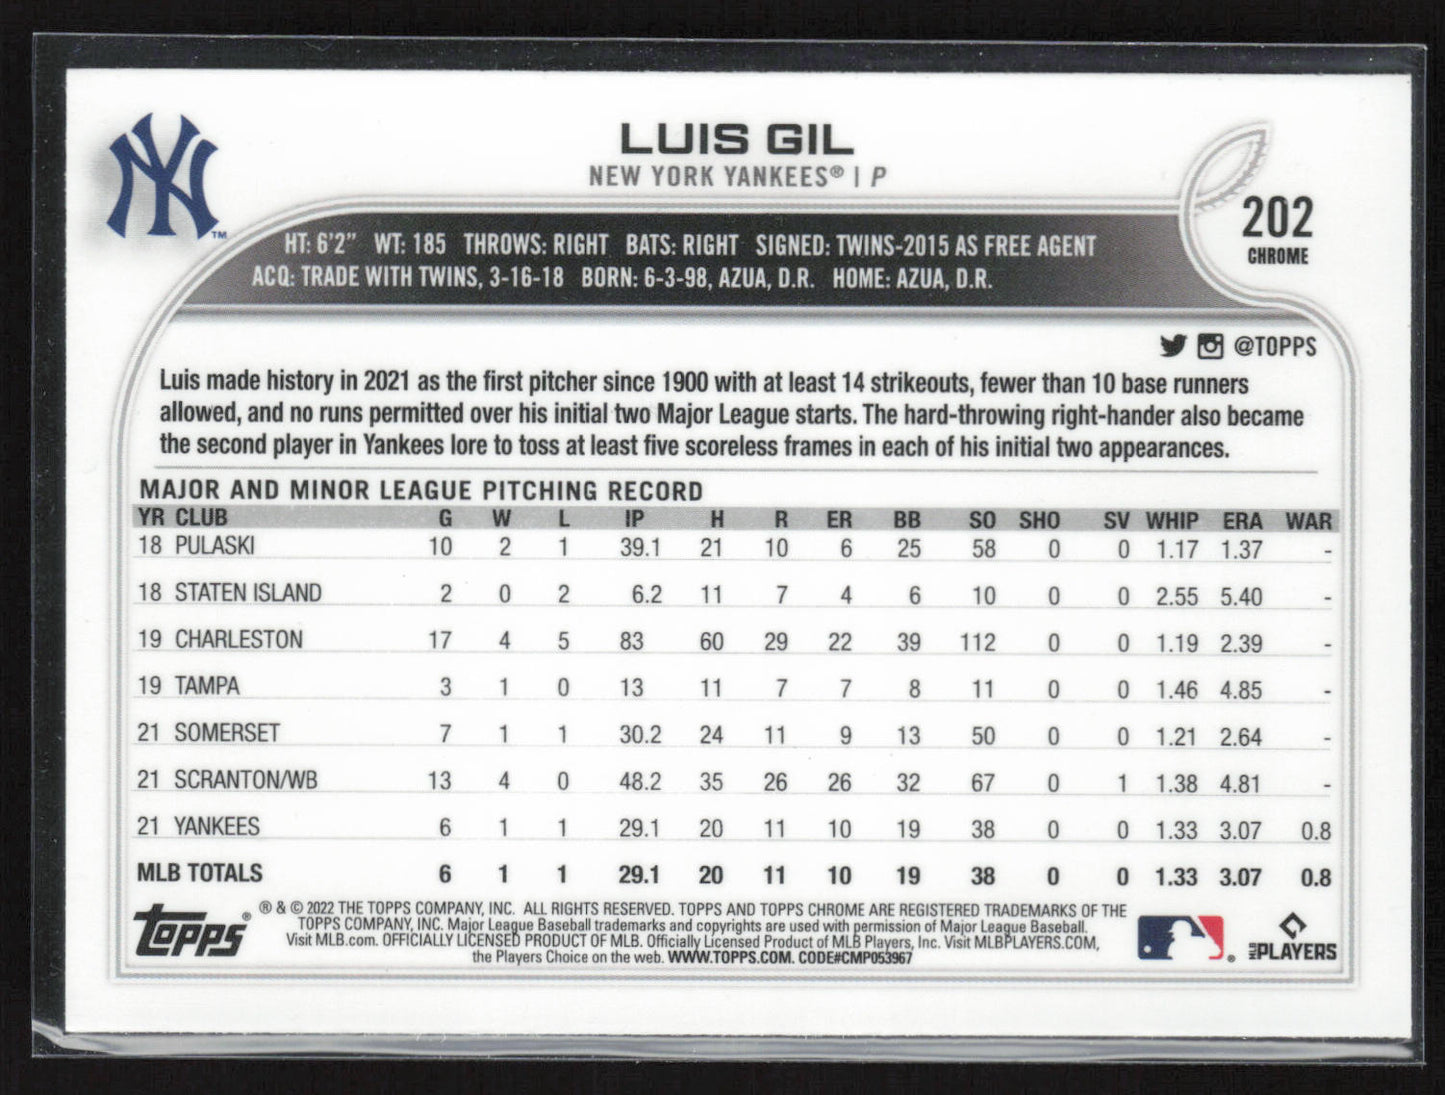 LUIS GIL
NEW YORK YANKEES® | P
NY™
202
CHROME
HT: 6'2" WT: 185 THROWS: RIGHT BATS: RIGHT SIGNED: TWINS-2015 AS FREE AGENT
ACQ: TRADE WITH TWINS, 3-16-18 BORN: 6-3-98, AZUA, D.R. HOME: AZUA, D.R.
@TOPPS
Luis made history in 2021 as the first pitcher since 1900 with at least 14 strikeouts, fewer than 10 base runners
allowed, and no runs permitted over his initial two Major League starts. The hard-throwing right-hander also became
the second player in Yankees lore to toss at least five scoreless frames in each of his initial two appearances.
MAJOR AND MINOR LEAGUE PITCHING RECORD
YR CLUB G W L IP H R ER BB SO SHO SV WHIP ERA WAR
18 PULASKI 10 2 1 39.1 21 10 6 25 58 0 0 1.17 1.37 -
18 STATEN ISLAND 2 0 2 6.2 11 7 4 6 10 0 0 2.55 5.40 -
19 CHARLESTON 17 4 5 83 60 29 22 39 112 0 0 1.19 2.39 -
19 TAMPA 3 1 0 13 11 7 7 8 11 0 0 1.46 4.85 -
21 SOMERSET 7 1 1 30.2 24 11 9 13 50 0 0 1.21 2.64 -
21 SCRANTON/WB 13 4 0 48.2 35 26 26 32 67 0 1 1.38 4.81 -
21 YANKEES 6 1 1 29.1 20 11 10 19 38 0 0 1.33 3.07 0.8
MLB TOTALS 6 1 1 29.1 20 11 10 19 38 0 0 1.33 3.07 0.8
topps®
® & © 2022 THE TOPPS COMPANY, INC. ALL RIGHTS RESERVED. TOPPS AND TOPPS CHROME ARE REGISTERED TRADEMARKS OF THE
TOPPS COMPANY, INC. Major League Baseball trademarks and copyrights are used with permission of Major League Baseball.
Visit MLB.com. OFFICIALLY LICENSED PRODUCT OF MLB. Officially Licensed Product of MLB Players, Inc. Visit MLBPLAYERS.COM,
the Players Choice on the web. WWW.TOPPS.COM. CODE#CMP053967
®
MLB PLAYERS